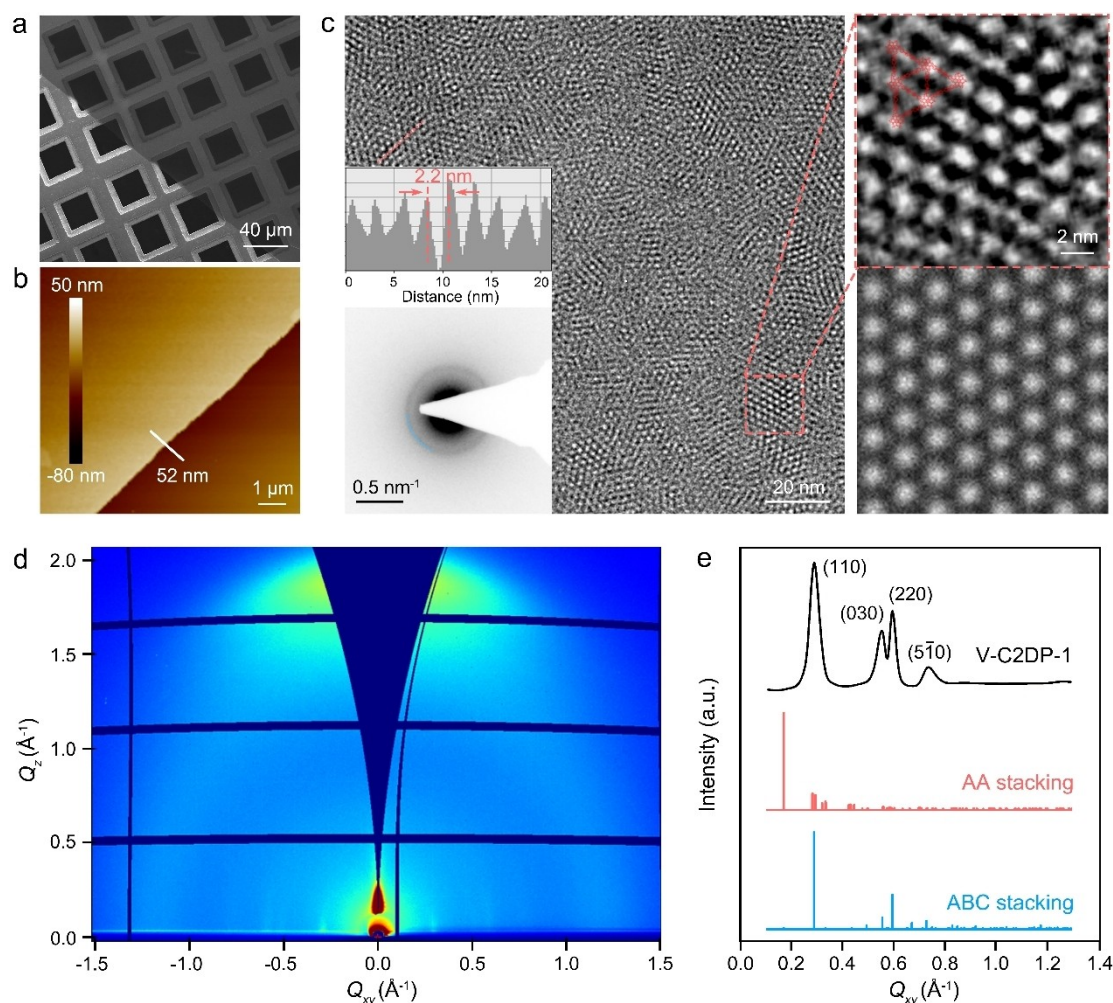 a
40 µm
b
50 nm
-80 nm
52 nm
1 µm
c
2.2 nm
0 5 10 15 20
Distance (nm)
0.5 nm⁻¹
20 nm
2 nm
d
2.0
1.5
1.0
0.5
0.0
Qz (Å⁻¹)
-1.5 -1.0 -0.5 0.0 0.5 1.0 1.5
Qxy (Å⁻¹)
e
(110)
(030)
(220)
(51̄0)
V-C2DP-1
AA stacking
ABC stacking
Intensity (a.u.)
0.0 0.2 0.4 0.6 0.8 1.0 1.2 1.4
Qxy (Å⁻¹)